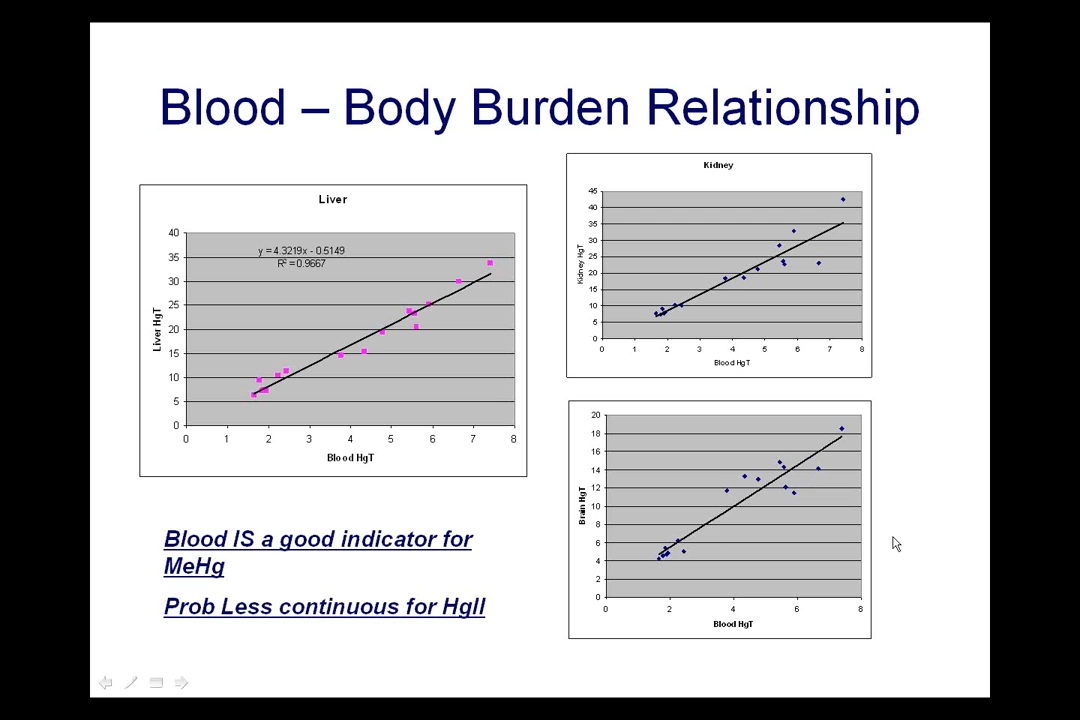 Blood – Body Burden Relationship
Liver
y = 4.3219x - 0.5149
R² = 0.9667
40
35
30
25
20
15
10
5
0
Liver HgT
0 1 2 3 4 5 6 7 8
Blood HgT
Kidney
45
40
35
30
25
20
15
10
5
0
Kidney HgT
0 1 2 3 4 5 6 7 8
Blood HgT
20
18
16
14
12
10
8
6
4
2
0
Brain HgT
0 2 4 6 8
Blood HgT
Blood IS a good indicator for
MeHg
Prob Less continuous for HgII